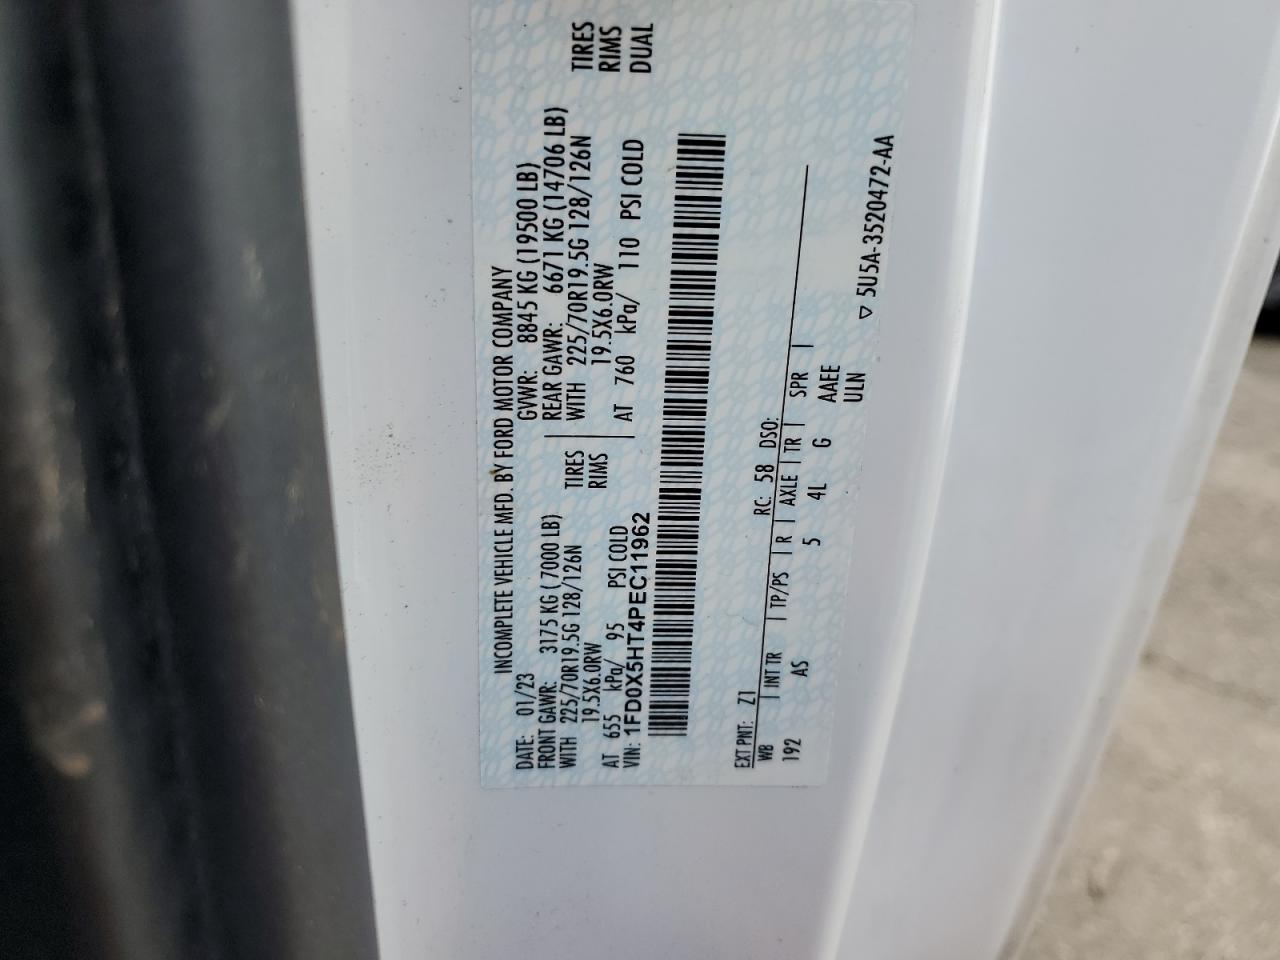 INCOMPLETE VEHICLE MFD. BY FORD MOTOR COMPANY
DATE: 01/23 GVWR: 8845 KG (19500 LB)
FRONT GAWR: 3175 KG (7000 LB) REAR GAWR: 6671 KG (14706 LB)
WITH 225/70R19.5G 128/126N TIRES WITH 225/70R19.5G 128/126N TIRES
19.5X6.0RW RIMS 19.5X6.0RW RIMS
AT 655 kPa/ 95 PSI COLD AT 760 kPa/ 110 PSI COLD DUAL
VIN: 1FD0X5HT4PEC11962
EXT PNT: Z1 RC: 58 DSO:
WB INT TR TP/PS R AXLE TR SPR
192 AS 5 4L G AAEE
ULN
▽ 5U5A-3520472-AA